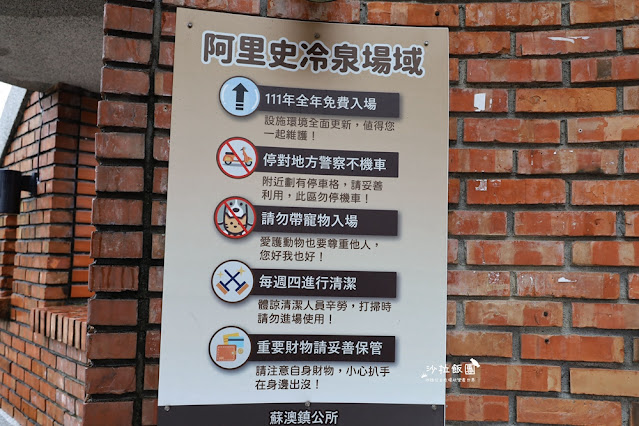 阿里史冷泉場域
111年全年免費入場
設施環境全面更新，值得您
一起維護！
停對地方警察不機車
附近劃有停車格，請妥善
利用，此區勿停機車！
請勿帶寵物入場
愛護動物也要尊重他人，
您好我也好！
每週四進行清潔
體諒清潔人員辛勞，打掃時
請勿進場使用！
重要財物請妥善保管
請注意自身財物，小心扒手
在身邊出沒！
蘇澳鎮公所
沙拉飯團